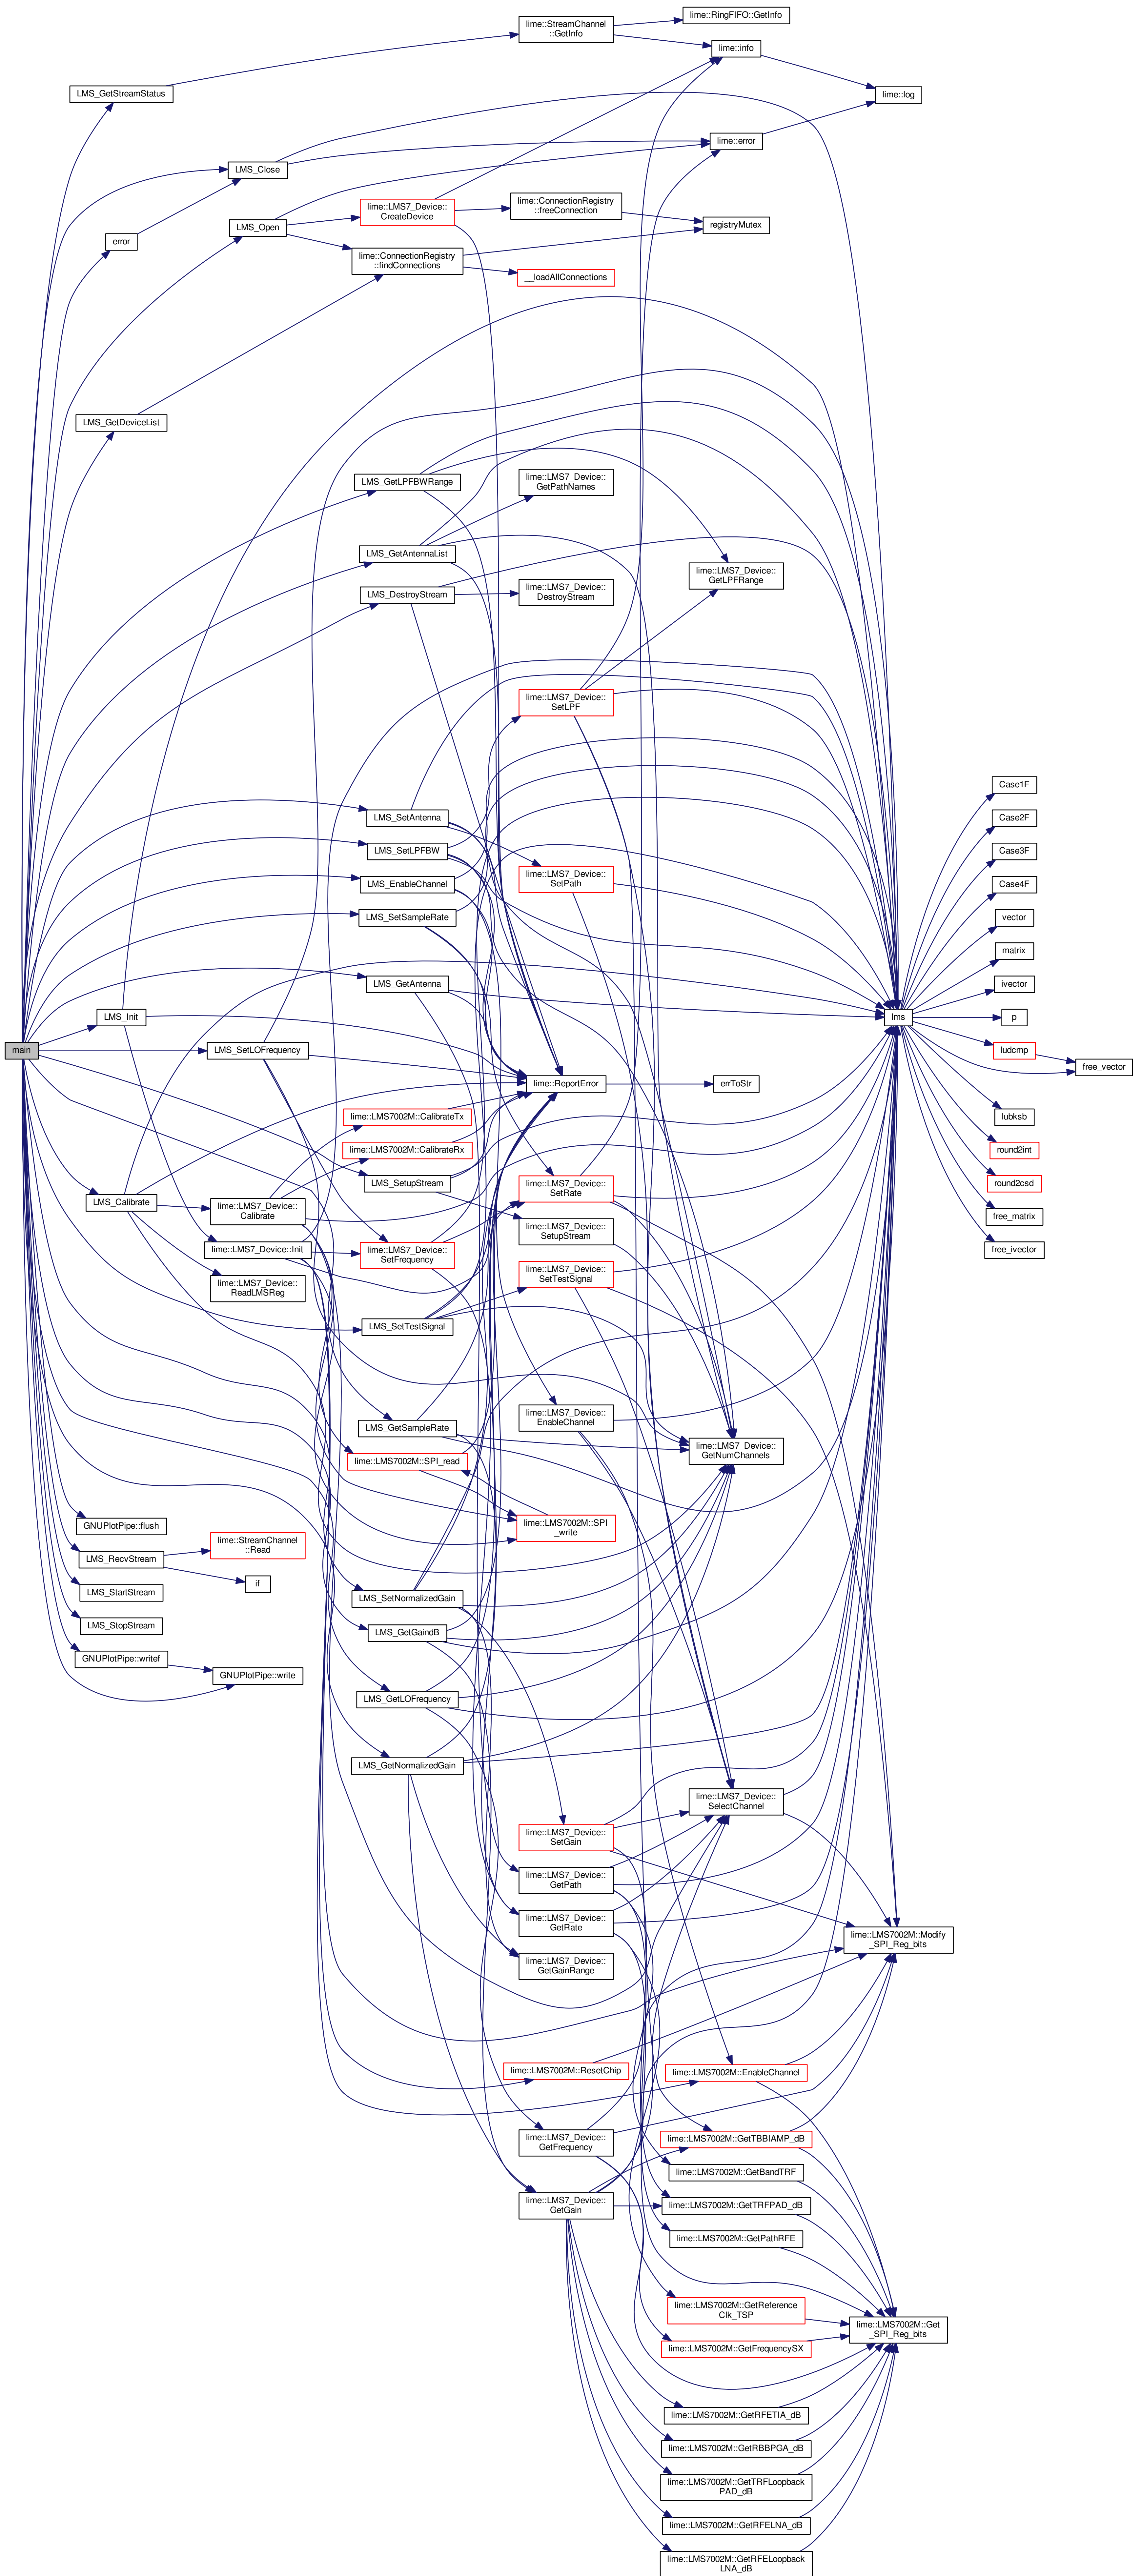 lime::RingFIFO::GetInfo
lime::StreamChannel
::GetInfo
lime::info
LMS_GetStreamStatus
lime::log
lime::error
LMS_Close
lime::LMS7_Device::
CreateDevice
lime::ConnectionRegistry
::freeConnection
LMS_Open
registryMutex
error
lime::ConnectionRegistry
::findConnections
__loadAllConnections
LMS_GetDeviceList
LMS_GetLPFBWRange
lime::LMS7_Device::
GetPathNames
LMS_GetAntennaList
lime::LMS7_Device::
GetLPFRange
LMS_DestroyStream
lime::LMS7_Device::
DestroyStream
lime::LMS7_Device::
SetLPF
Case1F
LMS_SetAntenna
Case2F
LMS_SetLPFBW
Case3F
lime::LMS7_Device::
SetPath
LMS_EnableChannel
Case4F
LMS_SetSampleRate
vector
matrix
LMS_GetAntenna
ivector
LMS_Init
lms
p
main
LMS_SetLOFrequency
ludcmp
free_vector
lime::ReportError
errToStr
lime::LMS7002M::CalibrateTx
lubksb
lime::LMS7002M::CalibrateRx
round2int
LMS_SetupStream
lime::LMS7_Device::
SetRate
round2csd
LMS_Calibrate
lime::LMS7_Device::
Calibrate
free_matrix
lime::LMS7_Device::
SetupStream
lime::LMS7_Device::Init
lime::LMS7_Device::
SetFrequency
free_ivector
lime::LMS7_Device::
ReadLMSReg
lime::LMS7_Device::
SetTestSignal
LMS_SetTestSignal
lime::LMS7_Device::
EnableChannel
LMS_GetSampleRate
lime::LMS7_Device::
GetNumChannels
lime::LMS7002M::SPI_read
GNUPlotPipe::flush
lime::LMS7002M::SPI
_write
LMS_RecvStream
lime::StreamChannel
::Read
if
LMS_StartStream
LMS_SetNormalizedGain
LMS_StopStream
LMS_GetGaindB
GNUPlotPipe::writef
GNUPlotPipe::write
LMS_GetLOFrequency
LMS_GetNormalizedGain
lime::LMS7_Device::
SelectChannel
lime::LMS7_Device::
SetGain
lime::LMS7_Device::
GetPath
lime::LMS7_Device::
GetRate
lime::LMS7002M::Modify
_SPI_Reg_bits
lime::LMS7_Device::
GetGainRange
lime::LMS7002M::ResetChip
lime::LMS7002M::EnableChannel
lime::LMS7_Device::
GetFrequency
lime::LMS7002M::GetTBBIAMP_dB
lime::LMS7002M::GetBandTRF
lime::LMS7_Device::
GetGain
lime::LMS7002M::GetTRFPAD_dB
lime::LMS7002M::GetPathRFE
lime::LMS7002M::GetReference
Clk_TSP
lime::LMS7002M::Get
_SPI_Reg_bits
lime::LMS7002M::GetFrequencySX
lime::LMS7002M::GetRFETIA_dB
lime::LMS7002M::GetRBBPGA_dB
lime::LMS7002M::GetTRFLoopback
PAD_dB
lime::LMS7002M::GetRFELNA_dB
lime::LMS7002M::GetRFELoopback
LNA_dB